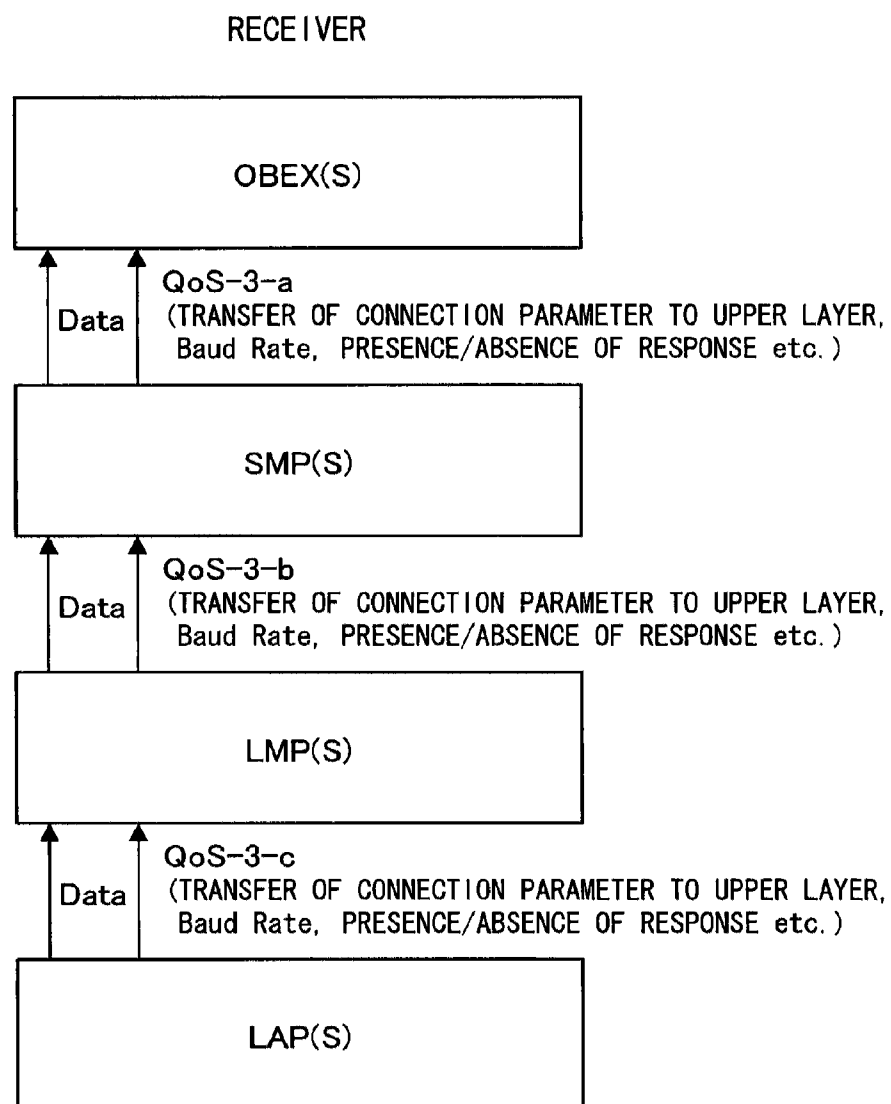 RECEIVER
OBEX(S)
QoS-3-a
Data
(TRANSFER OF CONNECTION PARAMETER TO UPPER LAYER,
Baud Rate, PRESENCE/ABSENCE OF RESPONSE etc.)
SMP(S)
QoS-3-b
Data
(TRANSFER OF CONNECTION PARAMETER TO UPPER LAYER,
Baud Rate, PRESENCE/ABSENCE OF RESPONSE etc.)
LMP(S)
QoS-3-c
Data
(TRANSFER OF CONNECTION PARAMETER TO UPPER LAYER,
Baud Rate, PRESENCE/ABSENCE OF RESPONSE etc.)
LAP(S)